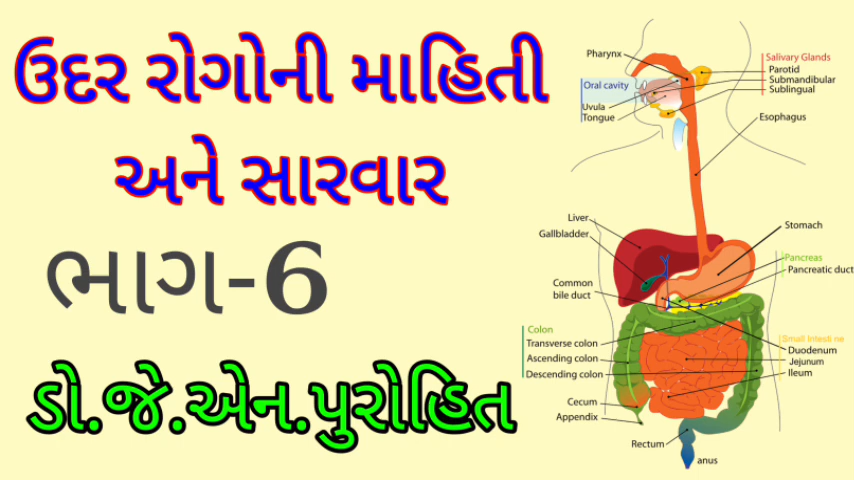 ઉદર રોગોની માહિતી
અને સારવાર
ભાગ-6
ડો.જે.એન.પુરોહિત
Pharynx
Salivary Glands
Parotid
Submandibular
Sublingual
Oral cavity
Uvula
Tongue
Esophagus
Liver
Gallbladder
Stomach
Pancreas
Pancreatic duct
Common
bile duct
Colon
Transverse colon
Ascending colon
Descending colon
Small Intesti ne
Duodenum
Jejunum
Ileum
Cecum
Appendix
Rectum
anus